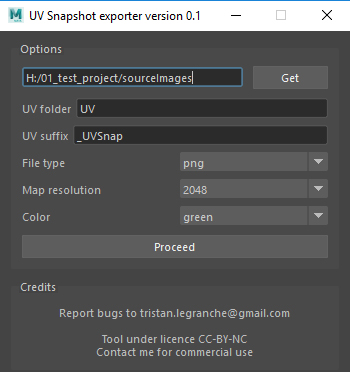 UV Snapshot exporter version 0.1
Options
H:/01_test_project/sourceImages
Get
UV folder UV
UV suffix _UVSnap
File type png
Map resolution 2048
Color green
Proceed
Credits
Report bugs to tristan.legranche@gmail.com
Tool under licence CC-BY-NC
Contact me for commercial use